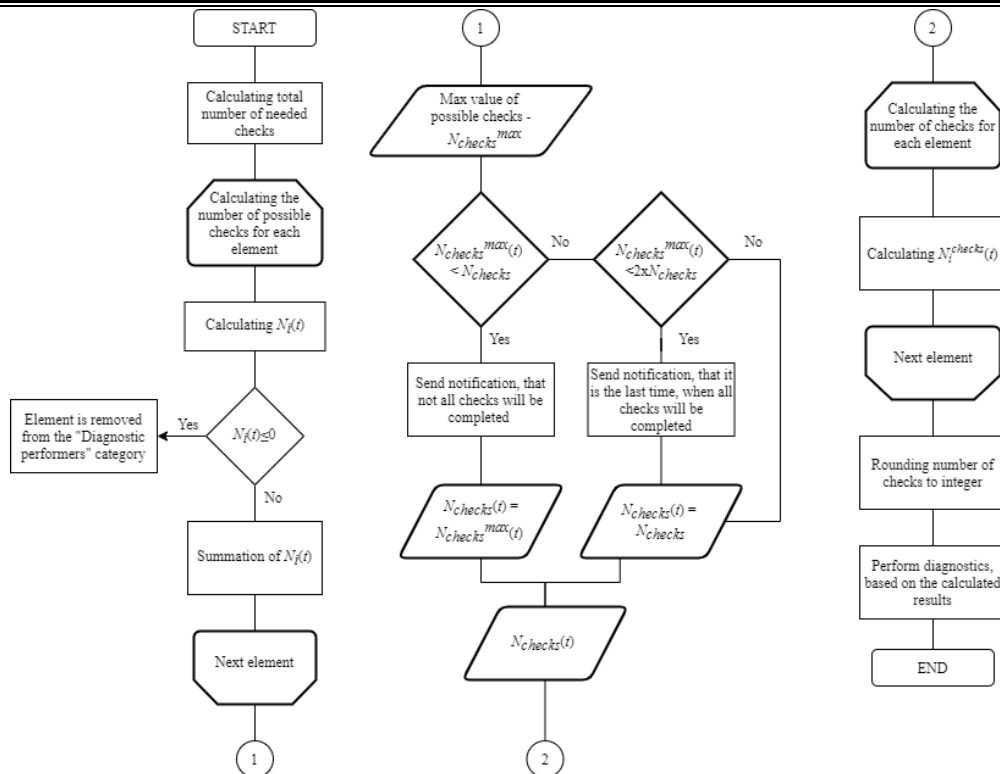 START
Calculating total
number of needed
checks
Calculating the
number of possible
checks for each
element
Calculating Nᵢ(t)
Nᵢ(t)≤0
Yes
Element is removed
from the "Diagnostic
performers" category
No
Summation of Nᵢ(t)
Next element
1
1
Max value of
possible checks -
N_checks^max
N_checks^max(t)
< N_checks
No
Yes
N_checks^max(t)
<2xN_checks
No
Yes
Send notification, that
not all checks will be
completed
Send notification, that it
is the last time, when all
checks will be
completed
N_checks(t) =
N_checks^max(t)
N_checks(t) =
N_checks
N_checks(t)
2
2
Calculating the
number of checks for
each element
Calculating Nᵢ^checks(t)
Next element
Rounding number of
checks to integer
Perform diagnostics,
based on the calculated
results
END